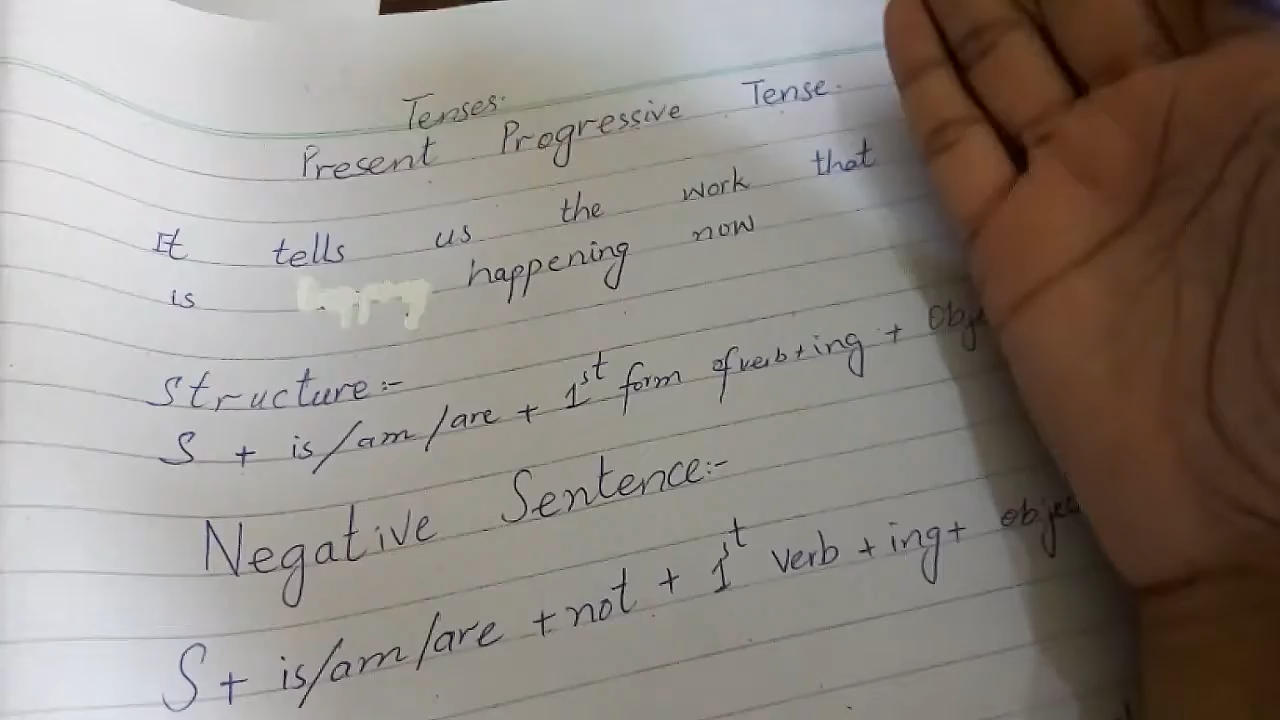 Tenses.
Present Progressive Tense.
It tells us the work that
is happening now
Structure:-
S + is/am/are + 1st form of verb + ing +
Negative Sentence:-
S + is/am/are + not + 1st verb + ing +